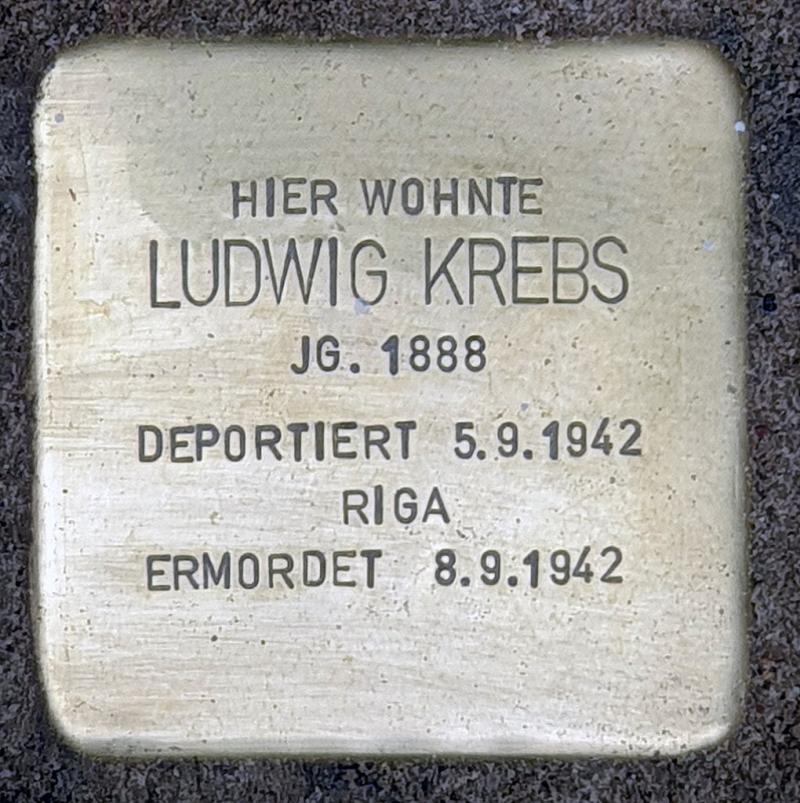 HIER WOHNTE
LUDWIG KREBS
JG. 1888
DEPORTIERT 5.9.1942
RIGA
ERMORDET 8.9.1942